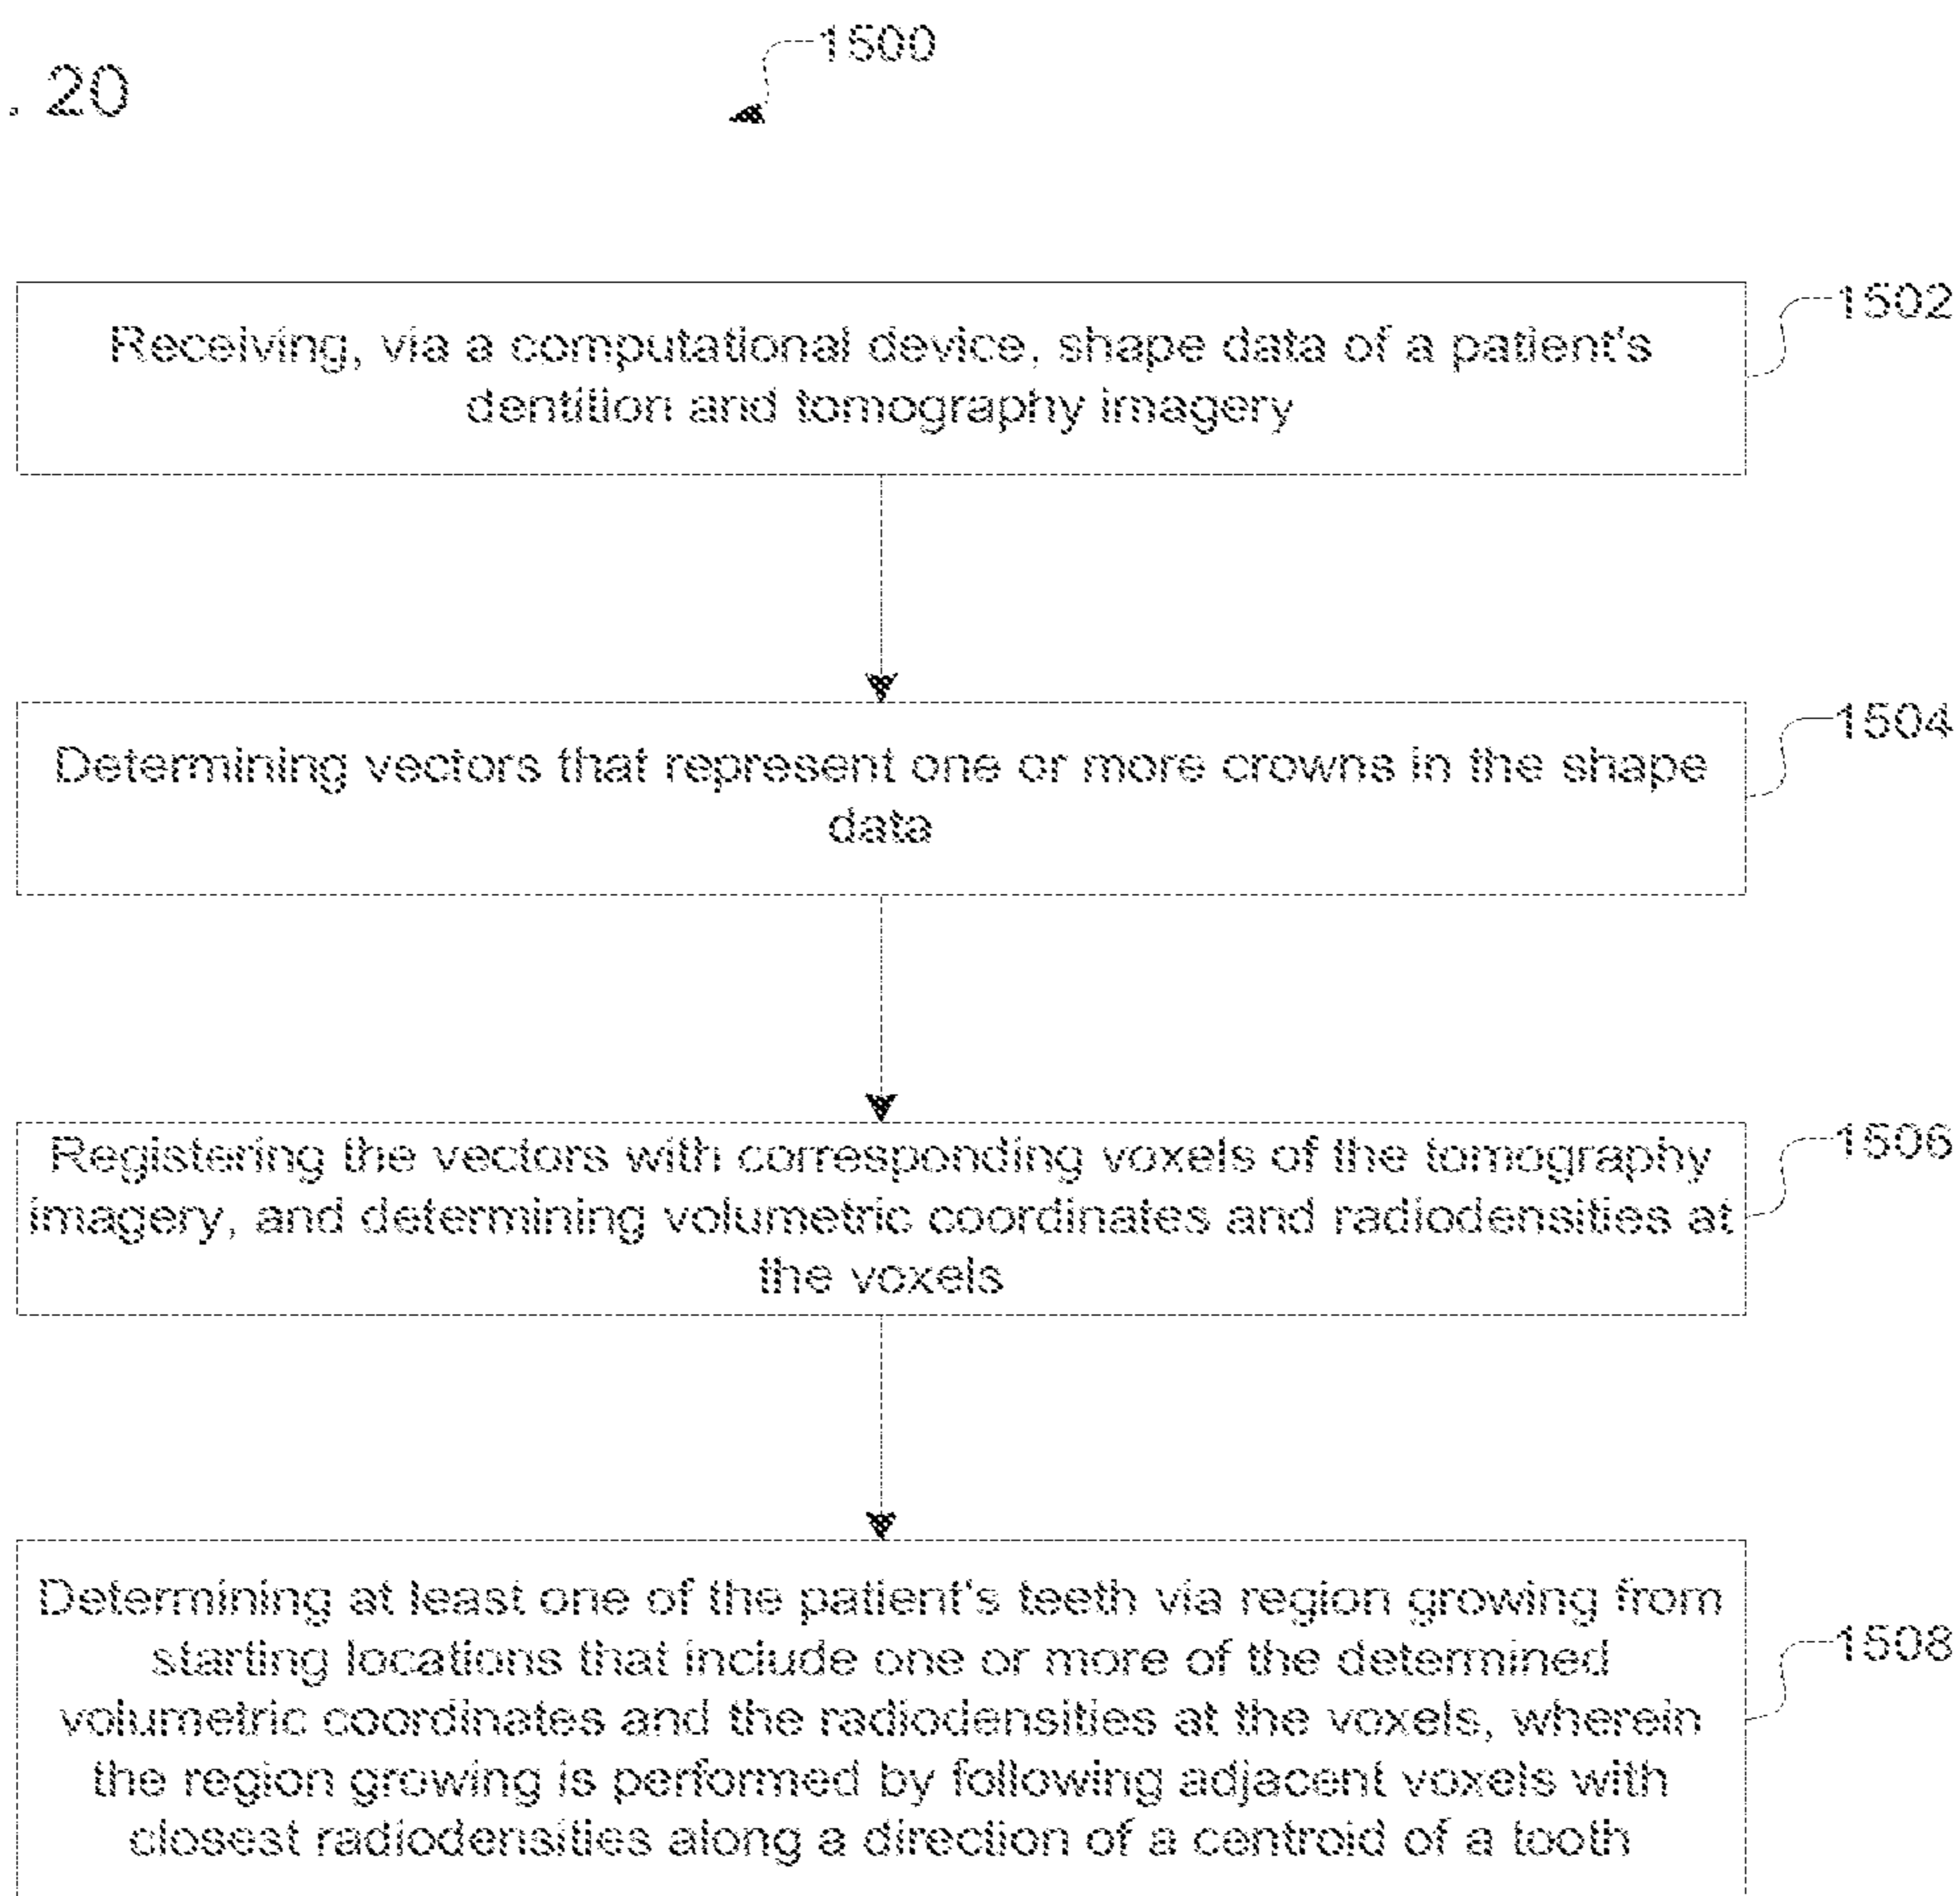 . 20
1500
Receiving, via a computational device, shape data of a patient's
dentition and tomography imagery
1502
Determining vectors that represent one or more crowns in the shape
data
1504
Registering the vectors with corresponding voxels of the tomography
imagery, and determining volumetric coordinates and radiodensities at
the voxels
1506
Determining at least one of the patient's teeth via region growing from
starting locations that include one or more of the determined
volumetric coordinates and the radiodensities at the voxels, wherein
the region growing is performed by following adjacent voxels with
closest radiodensities along a direction of a centroid of a tooth
1508